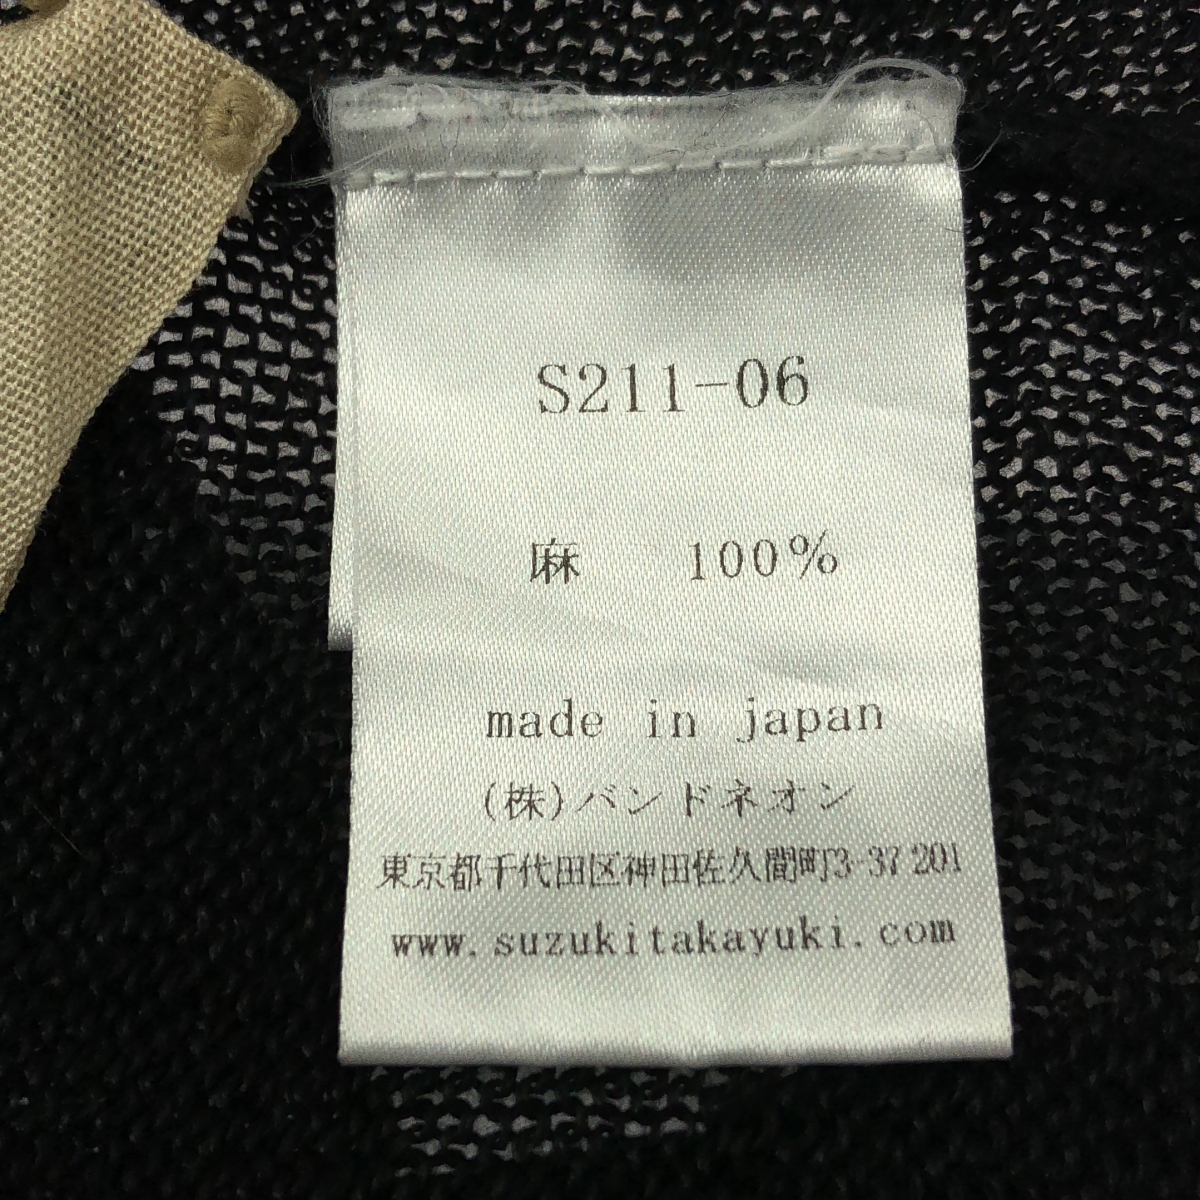 S211-06
麻 100%
made in japan
(株)バンドネオン
東京都千代田区神田佐久間町3-37 201
www.suzukitakayuki.com